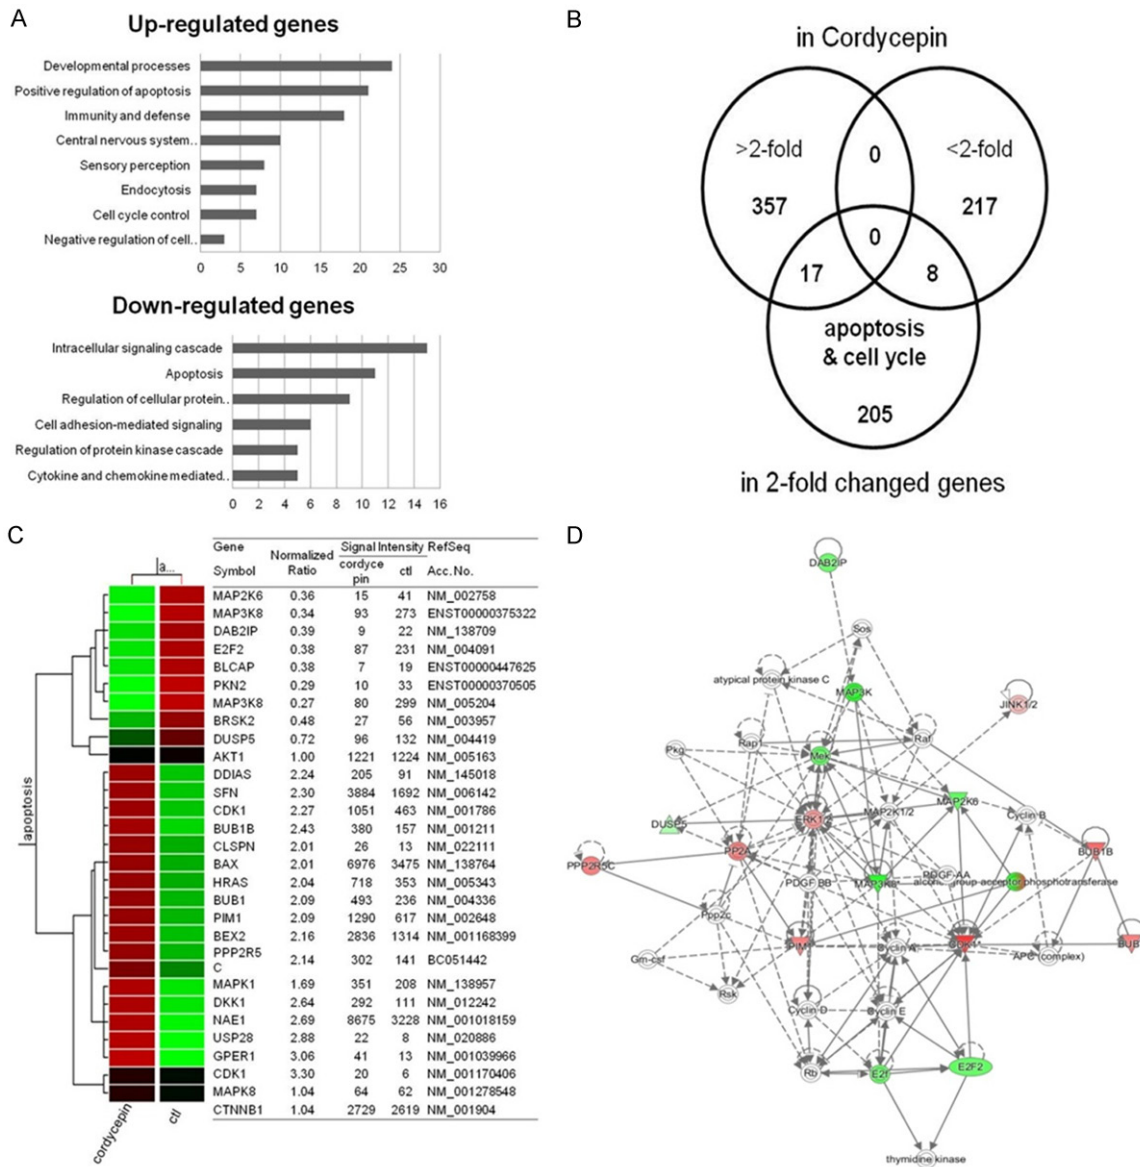 A
Up-regulated genes
Developmental processes
Positive regulation of apoptosis
Immunity and defense
Central nervous system..
Sensory perception
Endocytosis
Cell cycle control
Negative regulation of cell..
0 5 10 15 20 25 30
Down-regulated genes
Intracellular signaling cascade
Apoptosis
Regulation of cellular protein..
Cell adhesion-mediated signaling
Regulation of protein kinase cascade
Cytokine and chemokine mediated..
0 2 4 6 8 10 12 14 16
B
in Cordycepin
>2-fold 0 <2-fold
357 217
0
17 8
apoptosis
& cell ycle
205
in 2-fold changed genes
C
a...
apoptosis
Gene Normalized Signal Intensity RefSeq
Symbol Ratio cordyce ctl Acc. No.
pin
MAP2K6 0.36 15 41 NM_002758
MAP3K8 0.34 93 273 ENST00000375322
DAB2IP 0.39 9 22 NM_138709
E2F2 0.38 87 231 NM_004091
BLCAP 0.38 7 19 ENST00000447625
PKN2 0.29 10 33 ENST00000370505
MAP3K8 0.27 80 299 NM_005204
BRSK2 0.48 27 56 NM_003957
DUSP5 0.72 96 132 NM_004419
AKT1 1.00 1221 1224 NM_005163
DDIAS 2.24 205 91 NM_145018
SFN 2.30 3884 1692 NM_006142
CDK1 2.27 1051 463 NM_001786
BUB1B 2.43 380 157 NM_001211
CLSPN 2.01 26 13 NM_022111
BAX 2.01 6976 3475 NM_138764
HRAS 2.04 718 353 NM_005343
BUB1 2.09 493 236 NM_004336
PIM1 2.09 1290 617 NM_002648
BEX2 2.16 2836 1314 NM_001168399
PPP2R5
C 2.14 302 141 BC051442
MAPK1 1.69 351 208 NM_138957
DKK1 2.64 292 111 NM_012242
NAE1 2.69 8675 3228 NM_001018159
USP28 2.88 22 8 NM_020886
GPER1 3.06 41 13 NM_001039966
CDK1 3.30 20 6 NM_001170406
MAPK8 1.04 64 62 NM_001278548
CTNNB1 1.04 2729 2619 NM_001904
cordycepin
ctl
D
DAB2IP
Sos
atypical protein kinase C
MAP3K
JINK1/2
Pkg
Rap1
Raf
Mek
MAP2K6
DUSP5
RK1
MAP2K1/2
Cyclin B
PPP2R5C
PP2A
BUB1B
PDGF BB
MAP3K8*
PDGF-AA
group-acceptor phosphotransferase
Ppp2c
Gm-csf
Cyclin A
APC (complex)
BUB
Rsk
Cyclin D
Cyclin E
Rb
E2f
E2F2
thymidine kinase